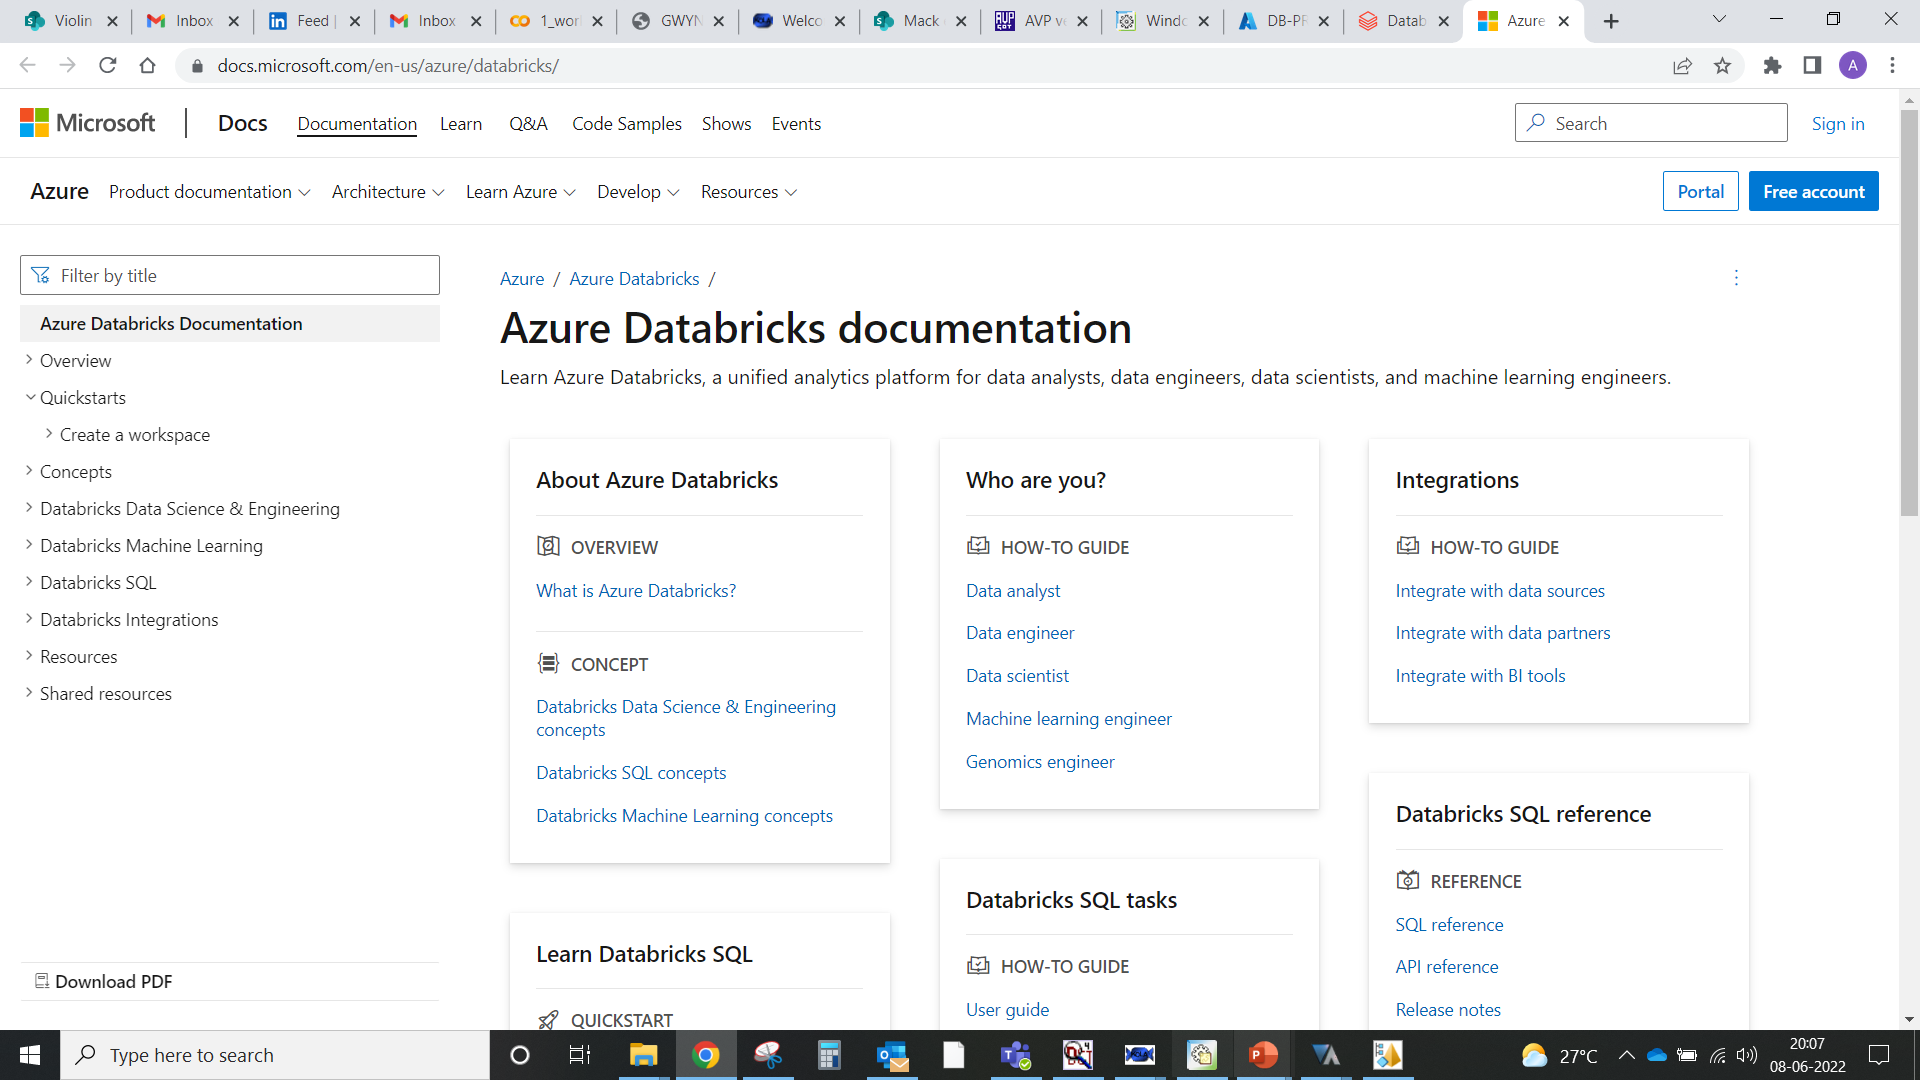 Violin
Inbox
Feed
Inbox
1_wor
GWYN
Welco
Mack
AVP ve
Windo
DB-PR
Datab
Azure
docs.microsoft.com/en-us/azure/databricks/
A
Microsoft
Docs
Documentation
Learn
Q&A
Code Samples
Shows
Events
Search
Sign in
Azure
Product documentation
Architecture
Learn Azure
Develop
Resources
Portal
Free account
Filter by title
Azure Databricks Documentation
Overview
Quickstarts
Create a workspace
Concepts
Databricks Data Science & Engineering
Databricks Machine Learning
Databricks SQL
Databricks Integrations
Resources
Shared resources
Download PDF
Azure / Azure Databricks /
Azure Databricks documentation
Learn Azure Databricks, a unified analytics platform for data analysts, data engineers, data scientists, and machine learning engineers.
About Azure Databricks
OVERVIEW
What is Azure Databricks?
CONCEPT
Databricks Data Science & Engineering
concepts
Databricks SQL concepts
Databricks Machine Learning concepts
Learn Databricks SQL
QUICKSTART
Who are you?
HOW-TO GUIDE
Data analyst
Data engineer
Data scientist
Machine learning engineer
Genomics engineer
Databricks SQL tasks
HOW-TO GUIDE
User guide
Integrations
HOW-TO GUIDE
Integrate with data sources
Integrate with data partners
Integrate with BI tools
Databricks SQL reference
REFERENCE
SQL reference
API reference
Release notes
Type here to search
27°C
20:07
08-06-2022